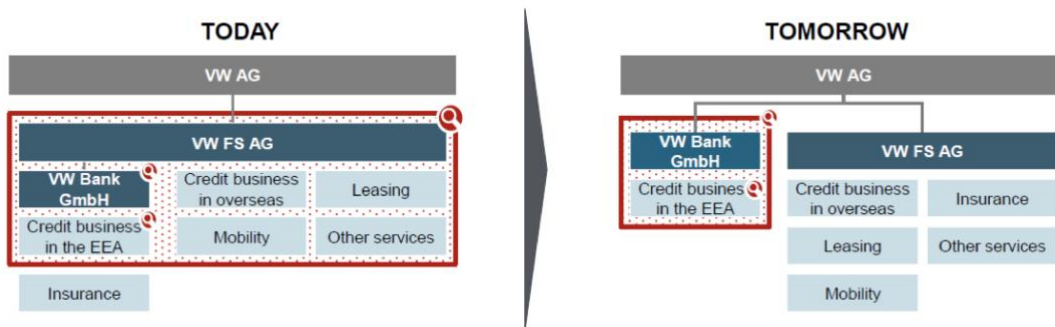 TODAY
VW AG
VW FS AG
VW Bank
GmbH
Credit business
in overseas
Leasing
Credit business
in the EEA
Mobility
Other services
Insurance
TOMORROW
VW AG
VW Bank
GmbH
VW FS AG
Credit business
in the EEA
Credit business
in overseas
Insurance
Leasing
Other services
Mobility